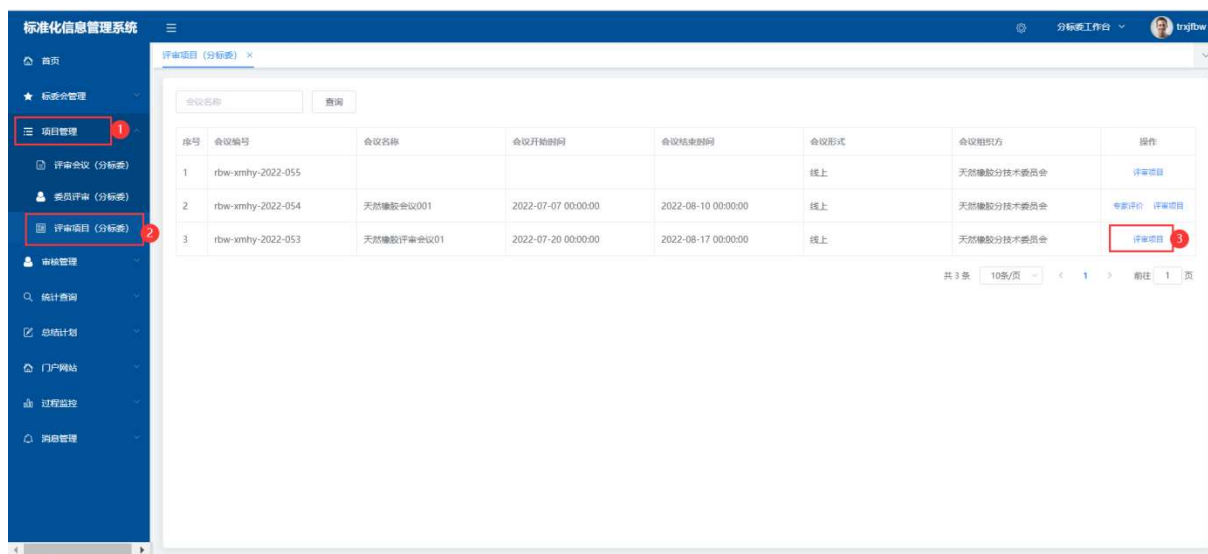 标准化信息管理系统
分标委工作台
trxjfbw
首页
标委会管理
项目管理
1
评审会议（分标委）
委员评审（分标委）
评审项目（分标委）
2
审核管理
统计查询
总结计划
门户网站
过程监控
消息管理
评审项目（分标委） ×
会议名称
查询
序号 会议编号 会议名称 会议开始时间 会议结束时间 会议形式 会议组织方 操作
1 rbw-xmhy-2022-055 线上 天然橡胶分技术委员会 评审项目
2 rbw-xmhy-2022-054 天然橡胶会议001 2022-07-07 00:00:00 2022-08-10 00:00:00 线上 天然橡胶分技术委员会 专家评价 评审项目
3 rbw-xmhy-2022-053 天然橡胶评审会议01 2022-07-20 00:00:00 2022-08-17 00:00:00 线上 天然橡胶分技术委员会 评审项目 3
共 3 条 10条/页 < 1 > 前往 1 页